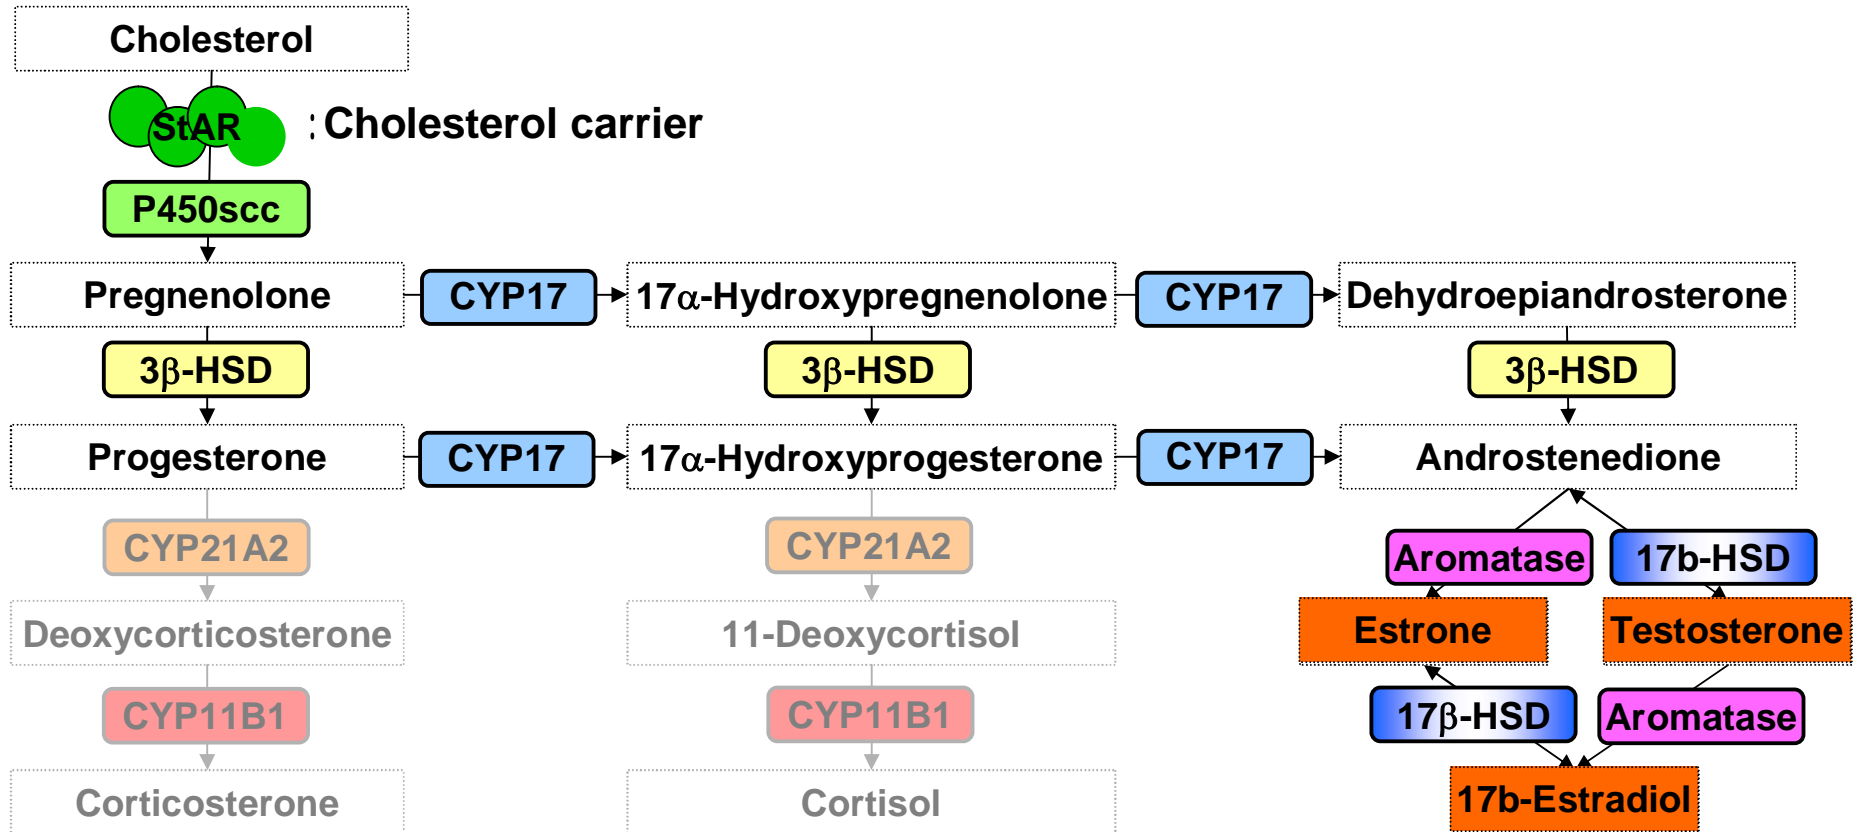 Cholesterol
StAR : Cholesterol carrier
P450scc
Pregnenolone CYP17 17α-Hydroxypregnenolone CYP17 Dehydroepiandrosterone
3β-HSD 3β-HSD 3β-HSD
Progesterone CYP17 17α-Hydroxyprogesterone CYP17 Androstenedione
CYP21A2 CYP21A2 Aromatase 17b-HSD
Deoxycorticosterone 11-Deoxycortisol Estrone Testosterone
CYP11B1 CYP11B1 17β-HSD Aromatase
Corticosterone Cortisol 17b-Estradiol